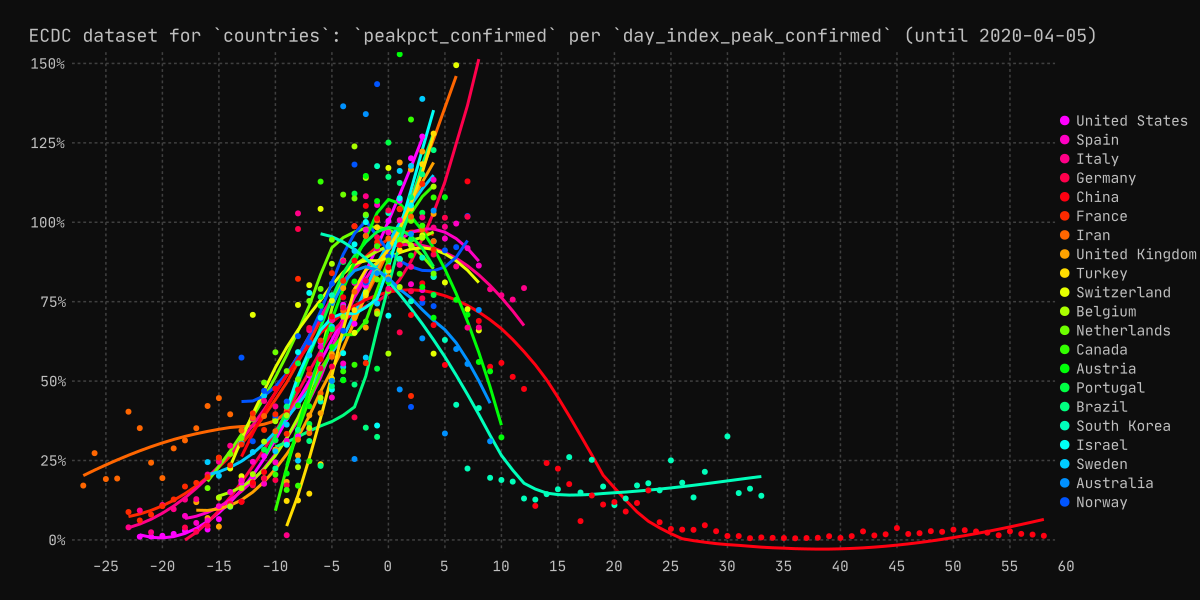 ECDC dataset for `countries`: `peakpct_confirmed` per `day_index_peak_confirmed` (until 2020-04-05)
150%
125%
100%
75%
50%
25%
0%
-25 -20 -15 -10 -5 0 5 10 15 20 25 30 35 40 45 50 55 60
United States
Spain
Italy
Germany
China
France
Iran
United Kingdom
Turkey
Switzerland
Belgium
Netherlands
Canada
Austria
Portugal
Brazil
South Korea
Israel
Sweden
Australia
Norway